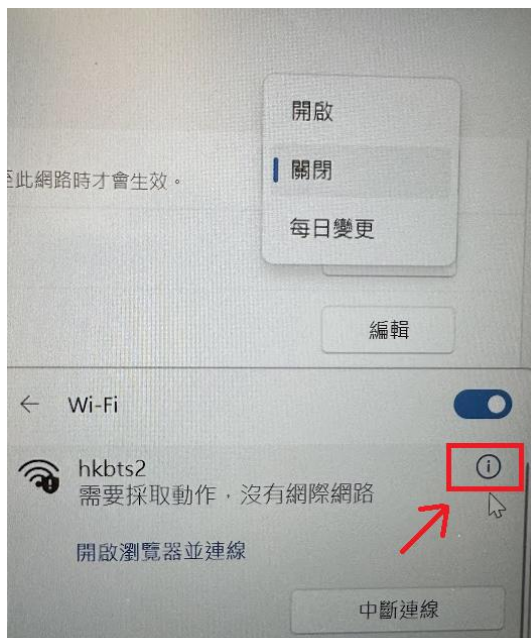 開啟
至此網路時才會生效。
關閉
每日變更
編輯
Wi-Fi
hkbts2
需要採取動作，沒有網際網路
開啟瀏覽器並連線
中斷連線